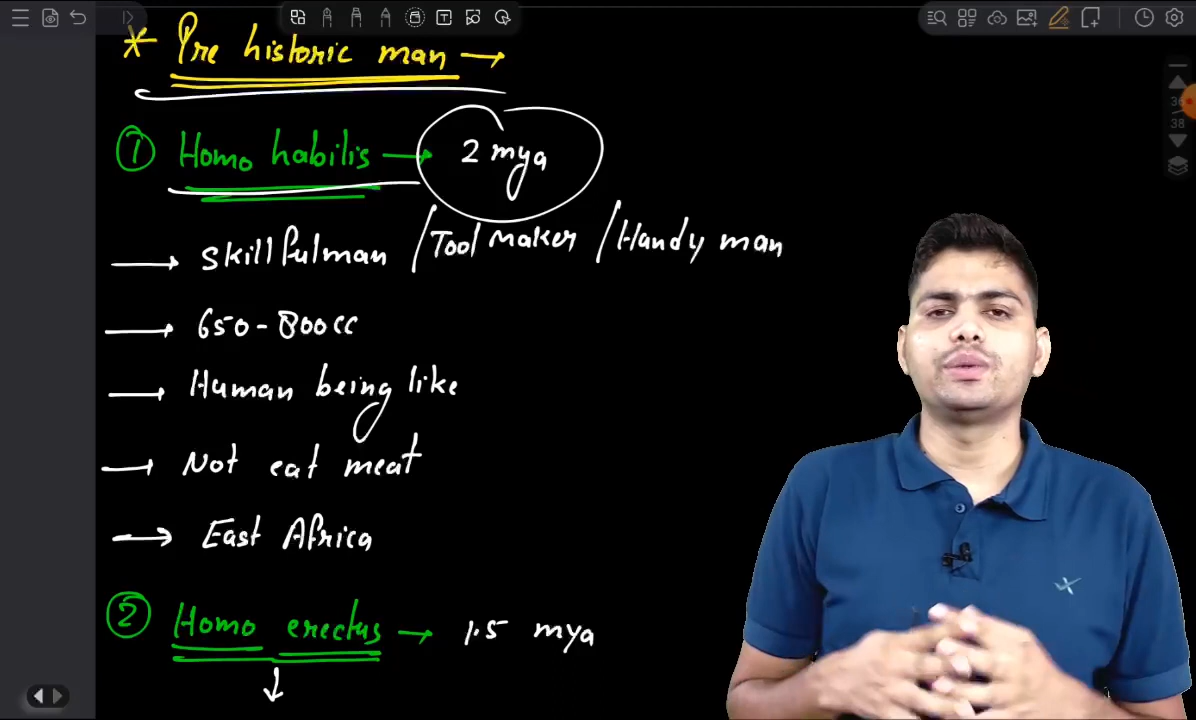 * Pre historic man →
① Homo habilis → 2 mya
→ Skillfulman / Tool Maker / Handy man
→ 650-800cc
→ Human being like
→ Not eat meat
→ East Africa
② Homo erectus → 1.5 mya
↓
38